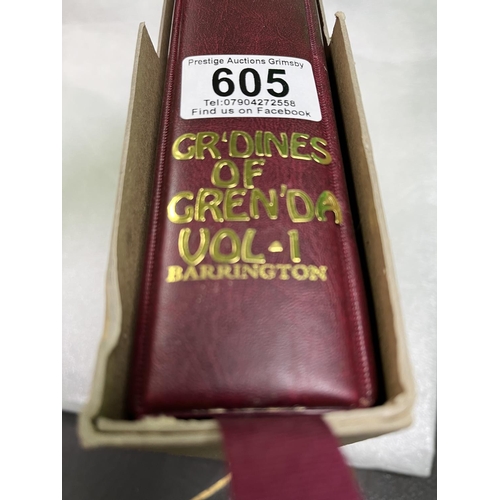 Prestige Auctions Grimsby
605
Tel:07904272558
Find us on Facebook
GR'DINES
OF
GREN'DA
VOL-1
BARRINGTON